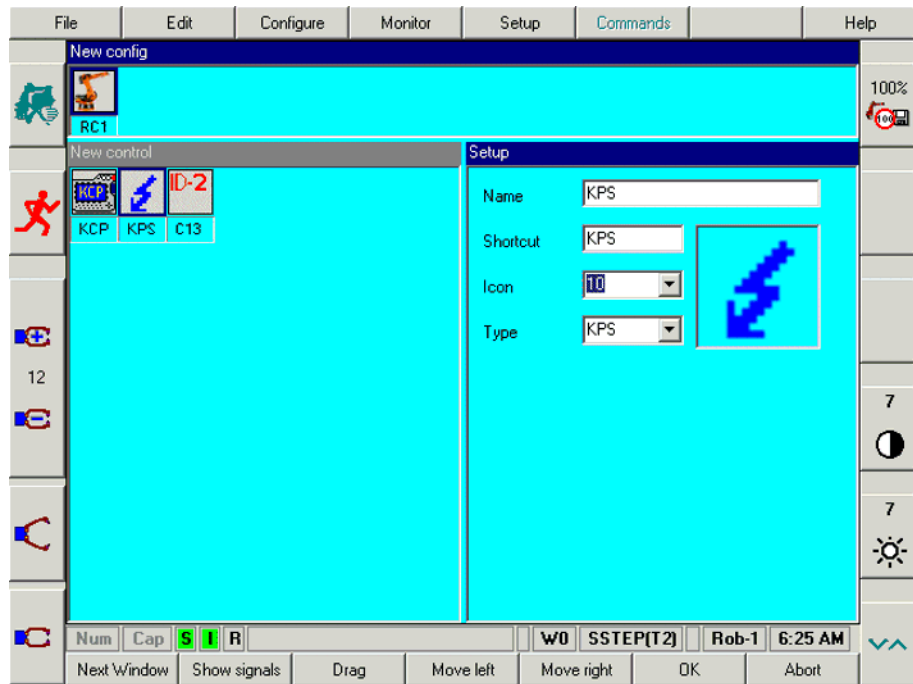 File Edit Configure Monitor Setup Commands Help
New config
RC1
100%
100
New control
KCP
ID-2
KCP KPS C13
Setup
Name KPS
Shortcut KPS
Icon 10
Type KPS
12
7
7
Num Cap S I R W0 SSTEP(T2) Rob-1 6:25 AM
Next Window Show signals Drag Move left Move right OK Abort